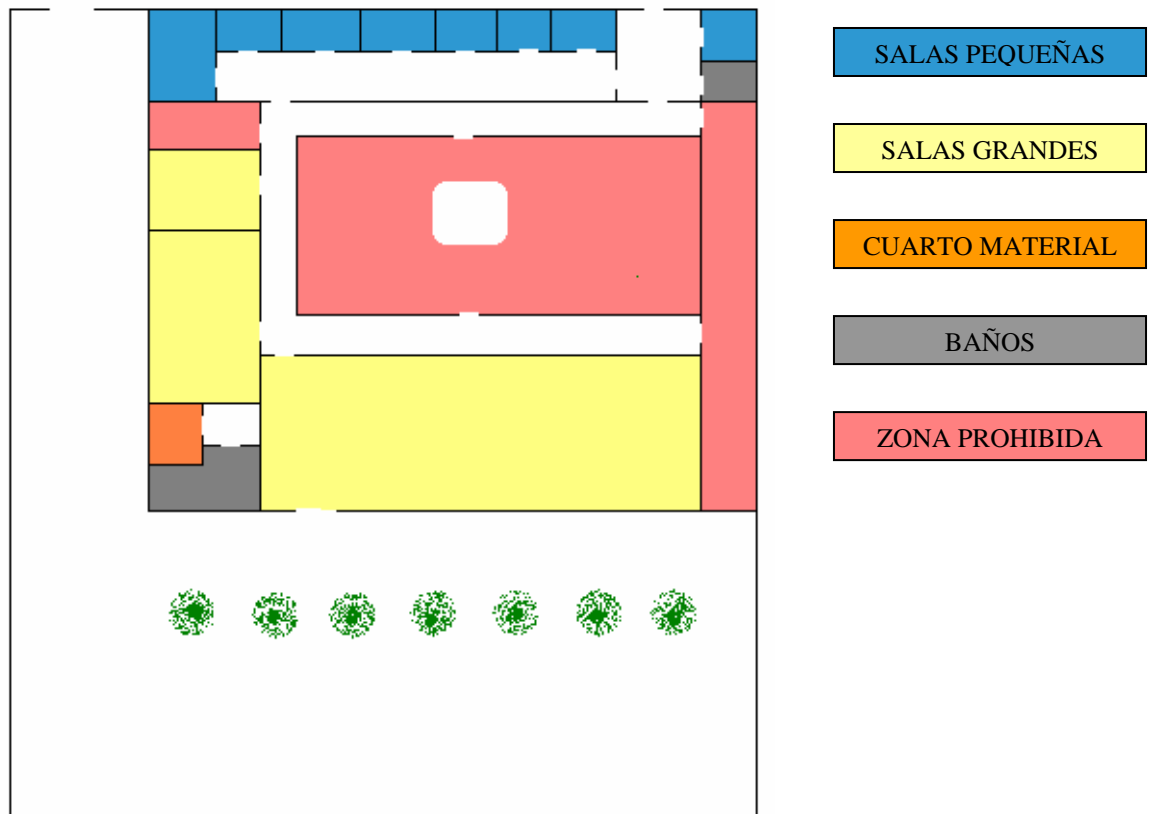 SALAS PEQUEÑAS
SALAS GRANDES
CUARTO MATERIAL
BAÑOS
ZONA PROHIBIDA